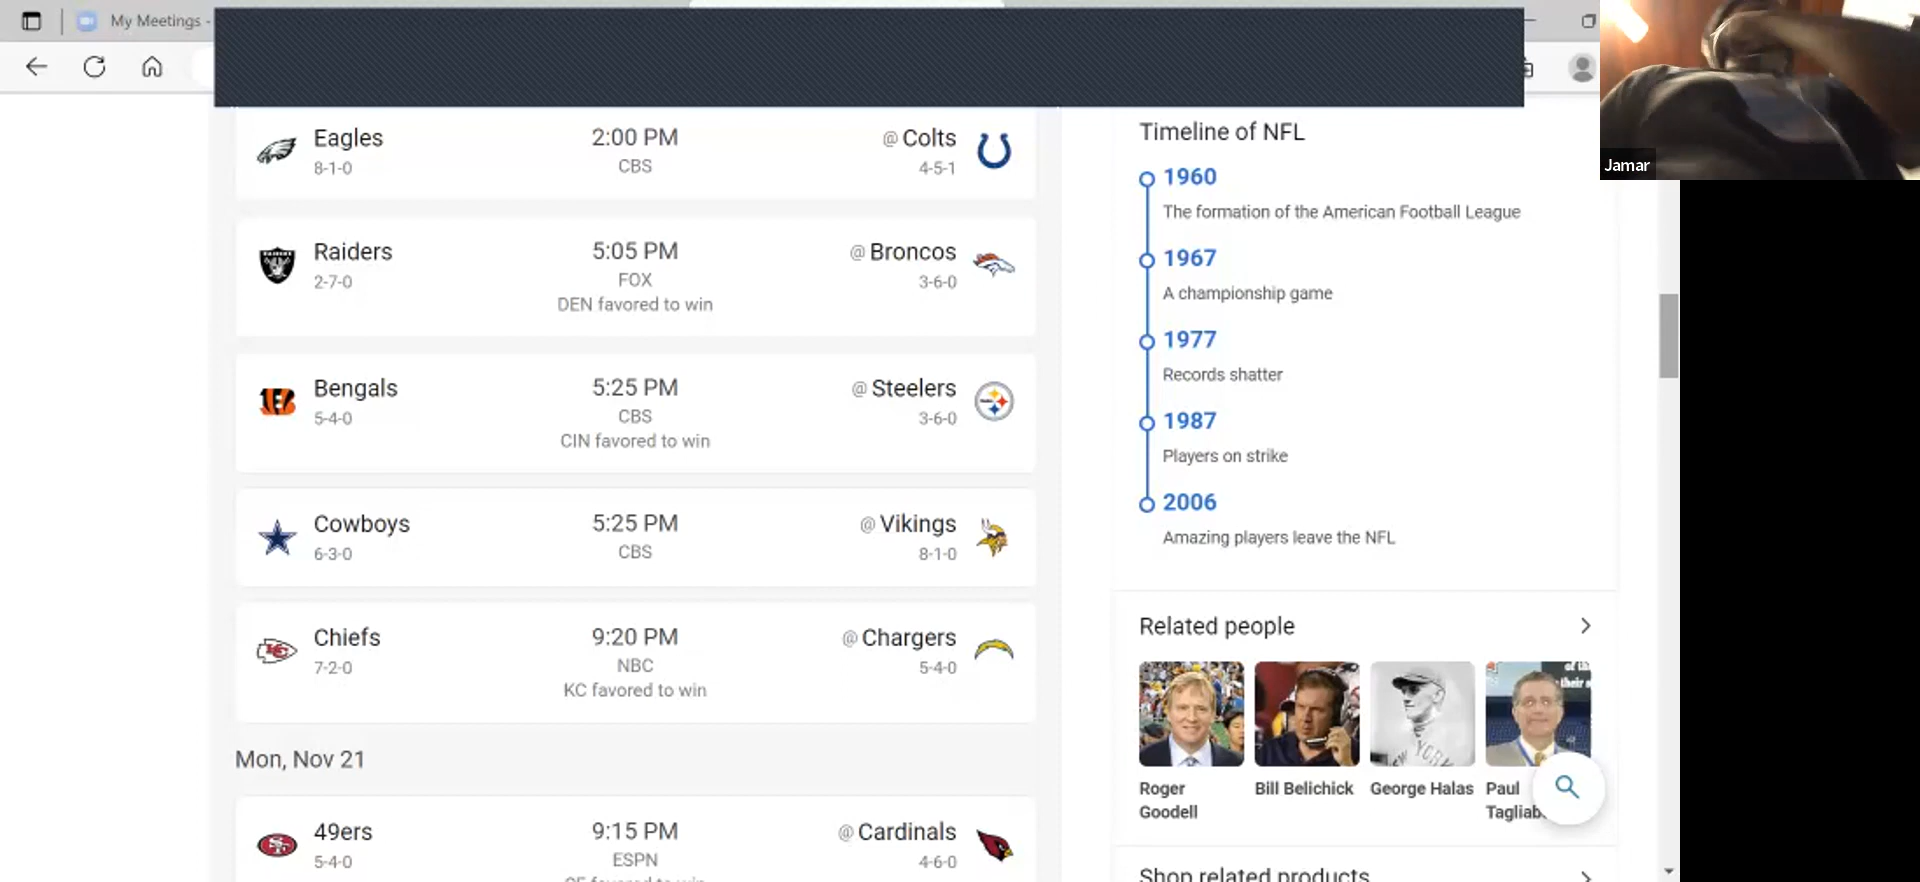 My Meetings -
Eagles
8-1-0
2:00 PM
CBS
@ Colts
4-5-1
Raiders
2-7-0
5:05 PM
FOX
DEN favored to win
@ Broncos
3-6-0
Bengals
5-4-0
5:25 PM
CBS
CIN favored to win
@ Steelers
3-6-0
Cowboys
6-3-0
5:25 PM
CBS
@ Vikings
8-1-0
Chiefs
7-2-0
9:20 PM
NBC
KC favored to win
@ Chargers
5-4-0
Mon, Nov 21
49ers
5-4-0
9:15 PM
ESPN
SF favored to win
@ Cardinals
4-6-0
Timeline of NFL
1960
The formation of the American Football League
1967
A championship game
1977
Records shatter
1987
Players on strike
2006
Amazing players leave the NFL
Related people
Roger
Goodell
Bill Belichick
George Halas
Paul
Tagliab
Shop related products
Jamar